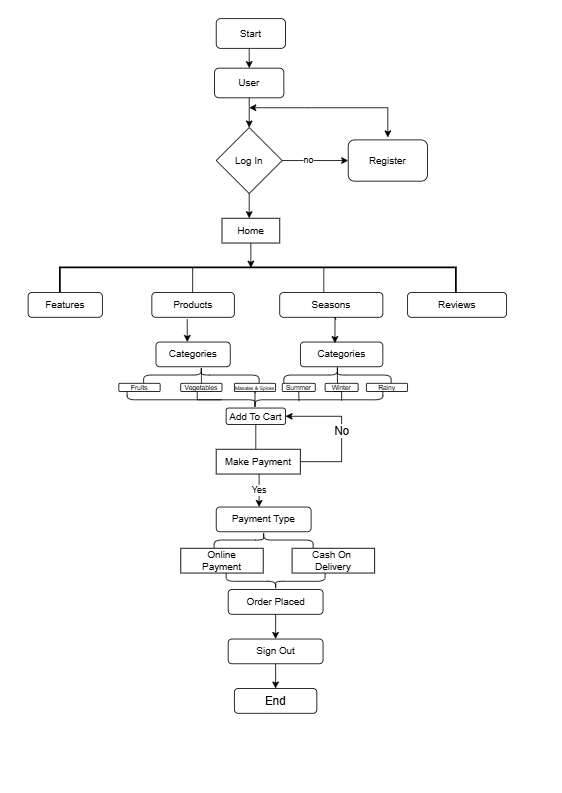 Start
User
Log In
no
Register
Home
Features
Products
Seasons
Reviews
Categories
Categories
Fruits
Vegetables
Masalas & Spices
Summer
Winter
Rainy
Add To Cart
No
Make Payment
Yes
Payment Type
Online
Payment
Cash On
Delivery
Order Placed
Sign Out
End